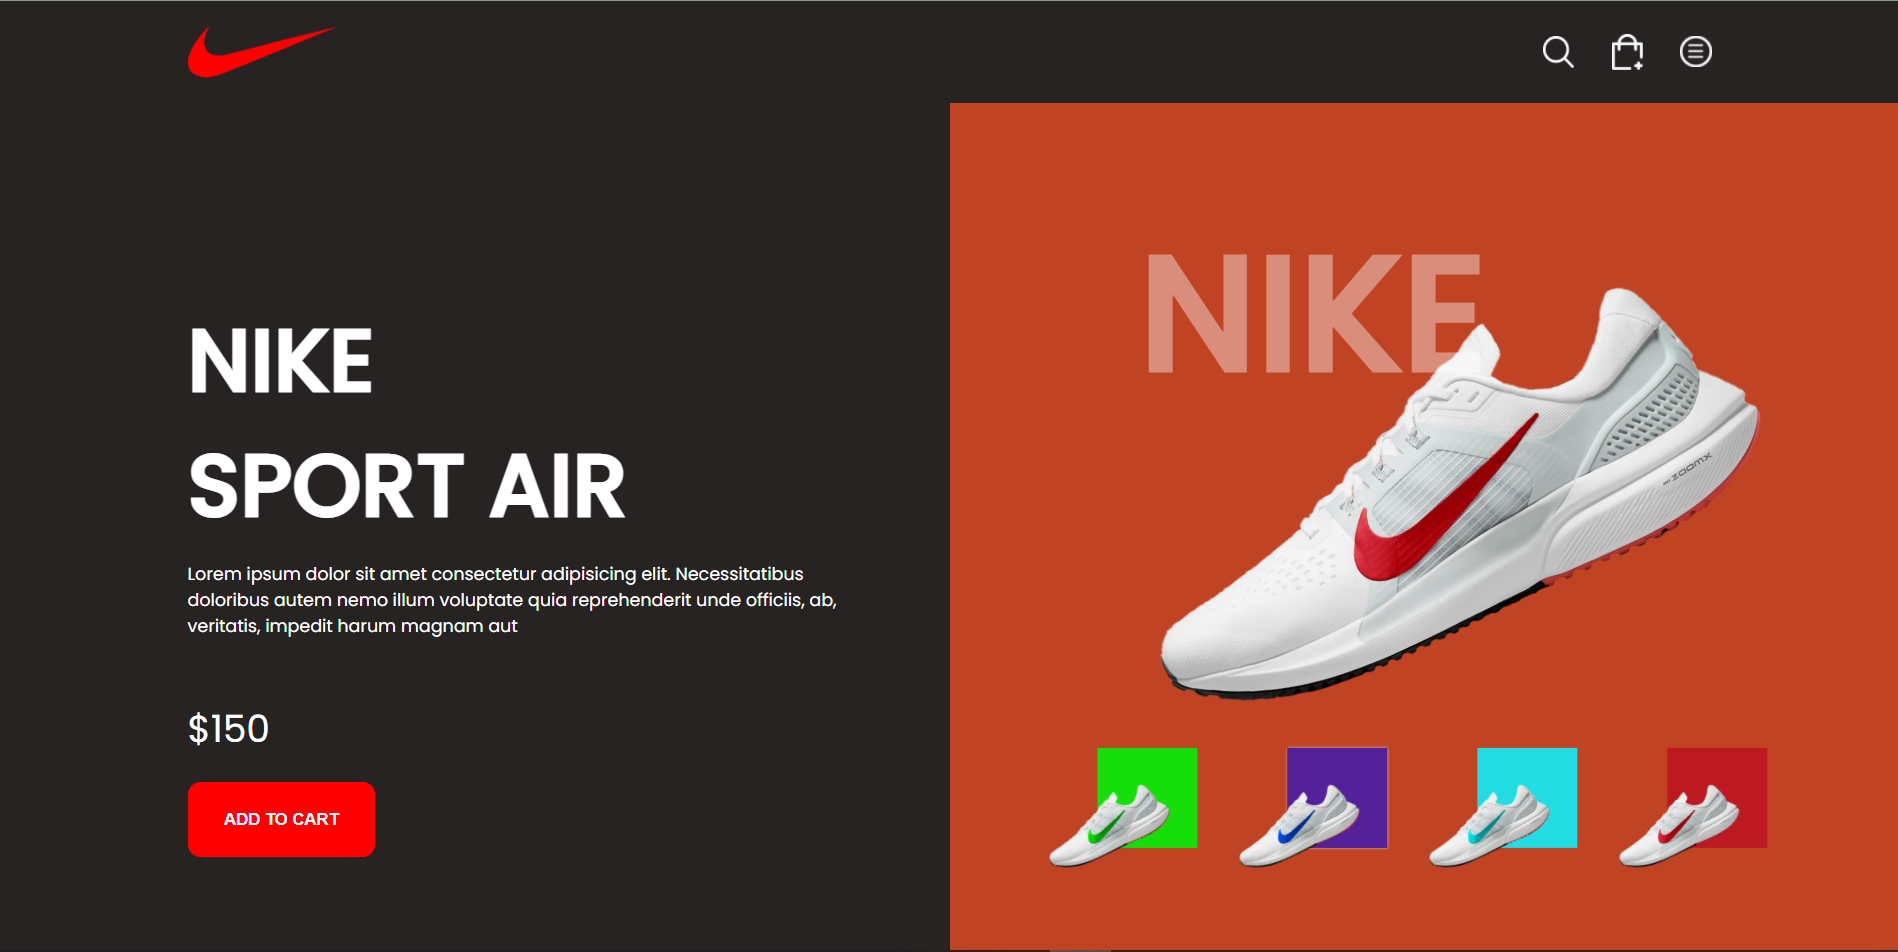 NIKE
SPORT AIR
Lorem ipsum dolor sit amet consectetur adipisicing elit. Necessitatibus
doloribus autem nemo illum voluptate quia reprehenderit unde officiis, ab,
veritatis, impedit harum magnam aut
$150
ADD TO CART
NIKE
ZOOMX